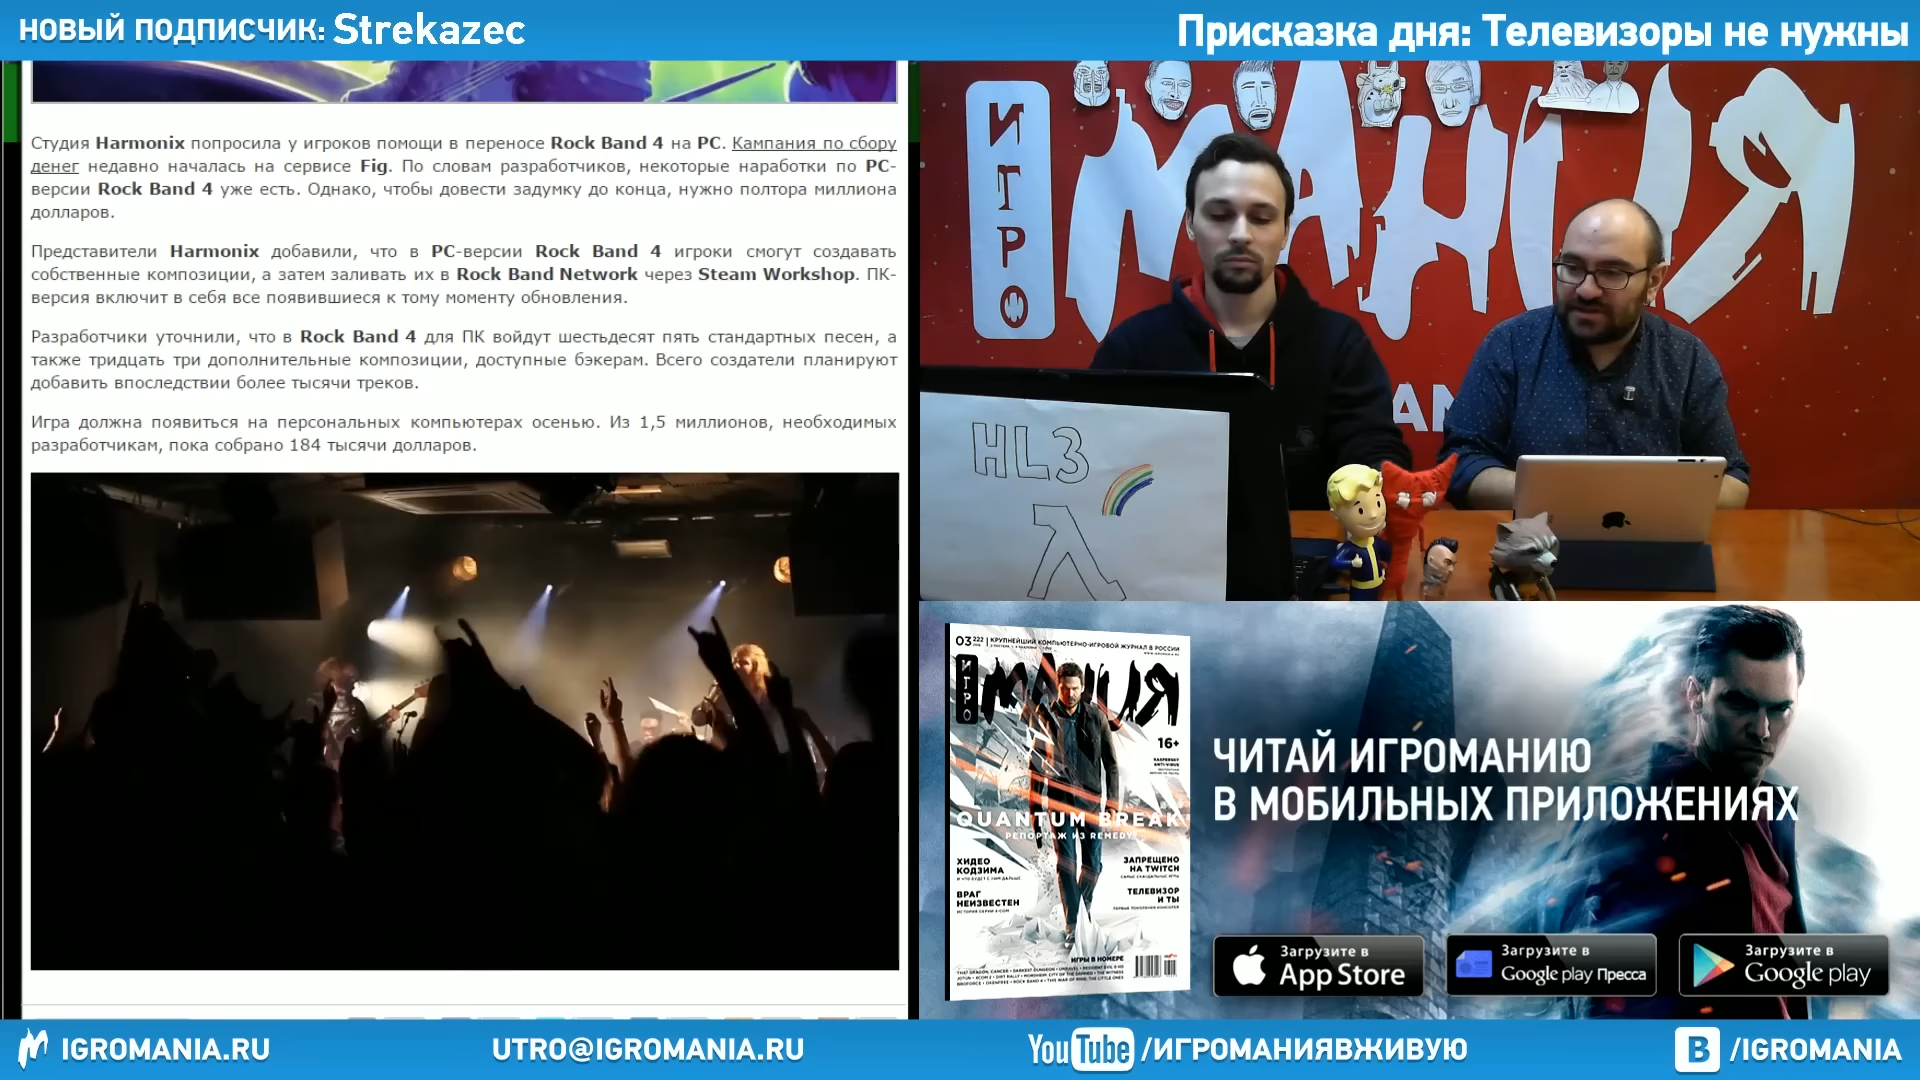 НОВЫЙ ПОДПИСЧИК: Strekazec
Присказка дня: Телевизоры не нужны
Студия Harmonix попросила у игроков помощи в переносе Rock Band 4 на PC. Кампания по сбору
денег недавно началась на сервисе Fig. По словам разработчиков, некоторые наработки по PC-
версии Rock Band 4 уже есть. Однако, чтобы довести задумку до конца, нужно полтора миллиона
долларов.
Представители Harmonix добавили, что в PC-версии Rock Band 4 игроки смогут создавать
собственные композиции, а затем заливать их в Rock Band Network через Steam Workshop. ПК-
версия включит в себя все появившиеся к тому моменту обновления.
Разработчики уточнили, что в Rock Band 4 для ПК войдут шестьдесят пять стандартных песен, а
также тридцать три дополнительные композиции, доступные бэкерам. Всего создатели планируют
добавить впоследствии более тысячи треков.
Игра должна появиться на персональных компьютерах осенью. Из 1,5 миллионов, необходимых
разработчикам, пока собрано 184 тысячи долларов.
ИГРО
МАНИЯ
HL3
λ
03 222 | КРУПНЕЙШИЙ КОМПЬЮТЕРНО-ИГРОВОЙ ЖУРНАЛ В РОССИИ
ИГРО
МАНИЯ
16+
QUANTUM BREAK
РЕПОРТАЖ ИЗ REMEDY
ХИДЕО
КОДЗИМА
ВРАГ
НЕИЗВЕСТЕН
ЗАПРЕЩЕНО
НА TWITCH
ТЕЛЕВИЗОР
И ТЫ
ИГРЫ В НОМЕРЕ
ЧИТАЙ ИГРОМАНИЮ
В МОБИЛЬНЫХ ПРИЛОЖЕНИЯХ
Загрузите в
App Store
Загрузите в
Google play Пресса
Загрузите в
Google play
IGROMANIA.RU
UTRO@IGROMANIA.RU
YouTube /ИГРОМАНИЯВЖИВУЮ
B /IGROMANIA